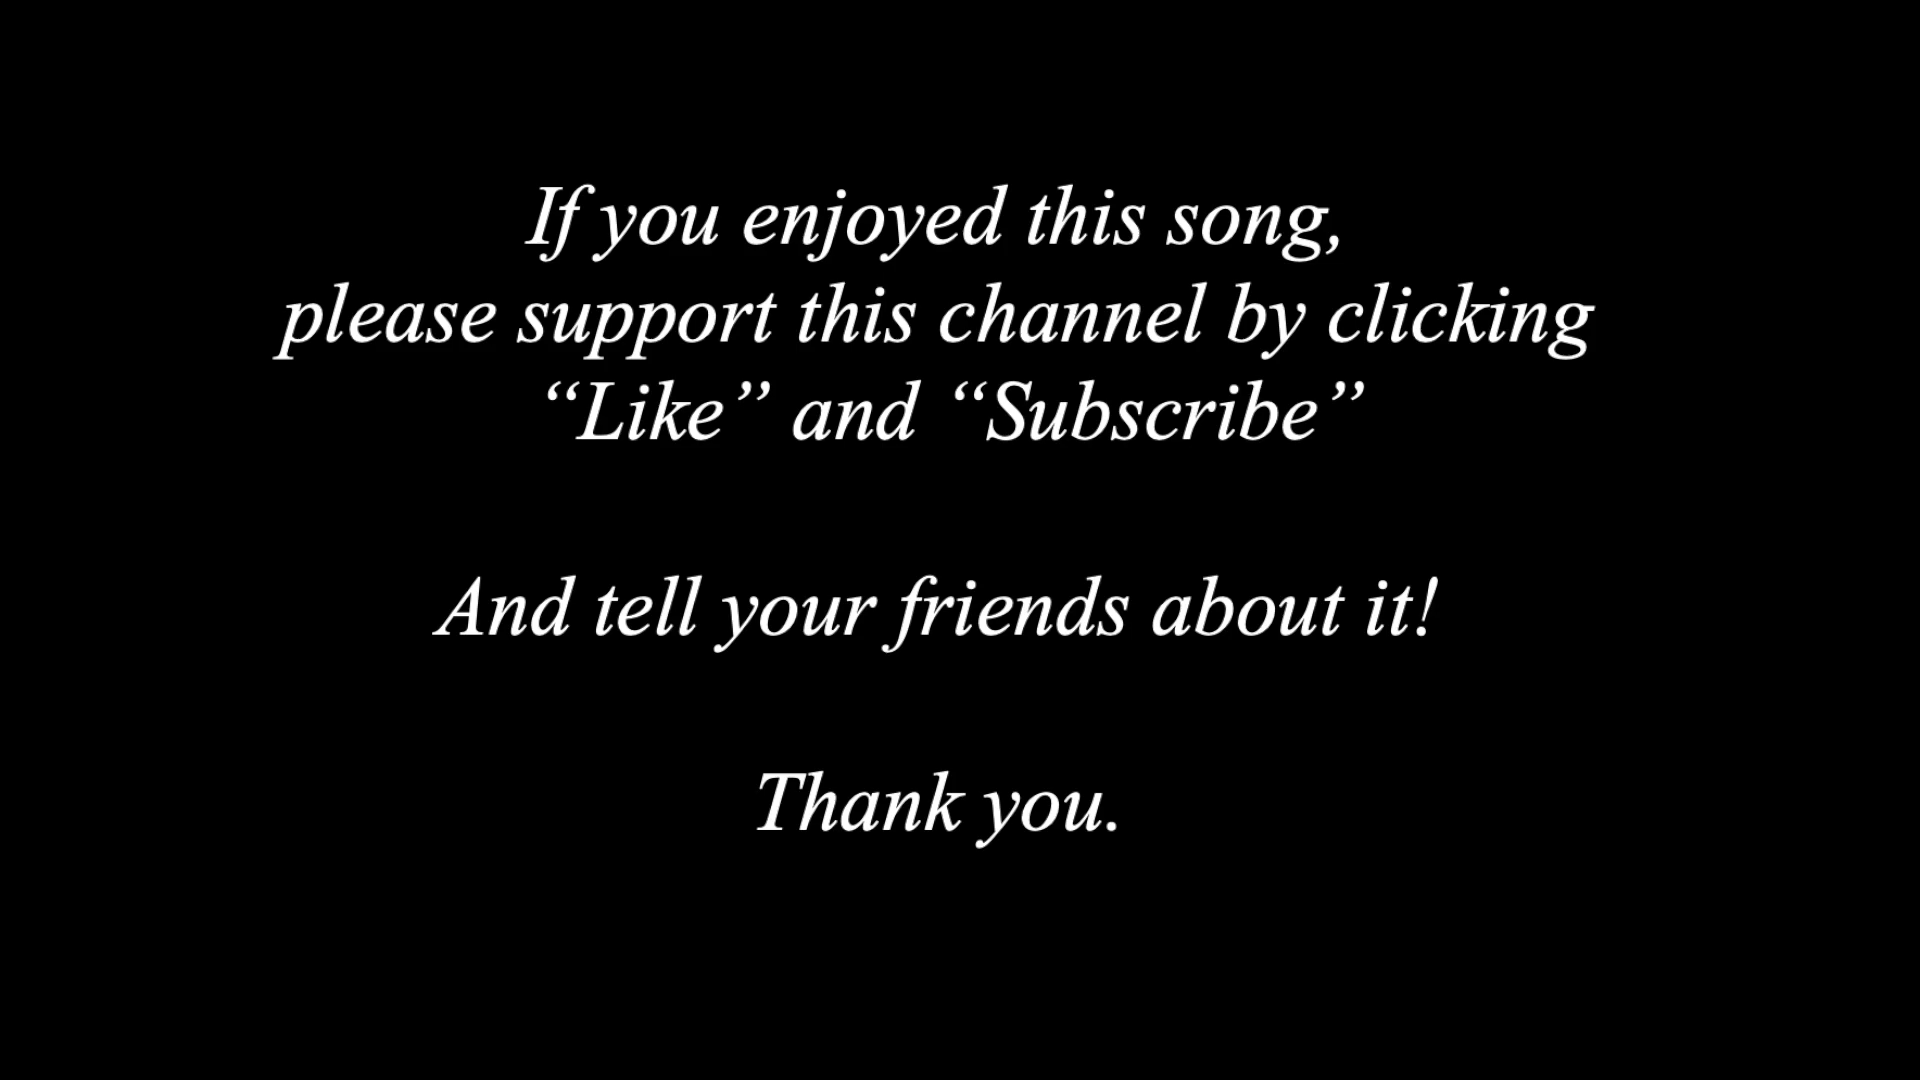 If you enjoyed this song,
please support this channel by clicking
“Like” and “Subscribe”
And tell your friends about it!
Thank you.